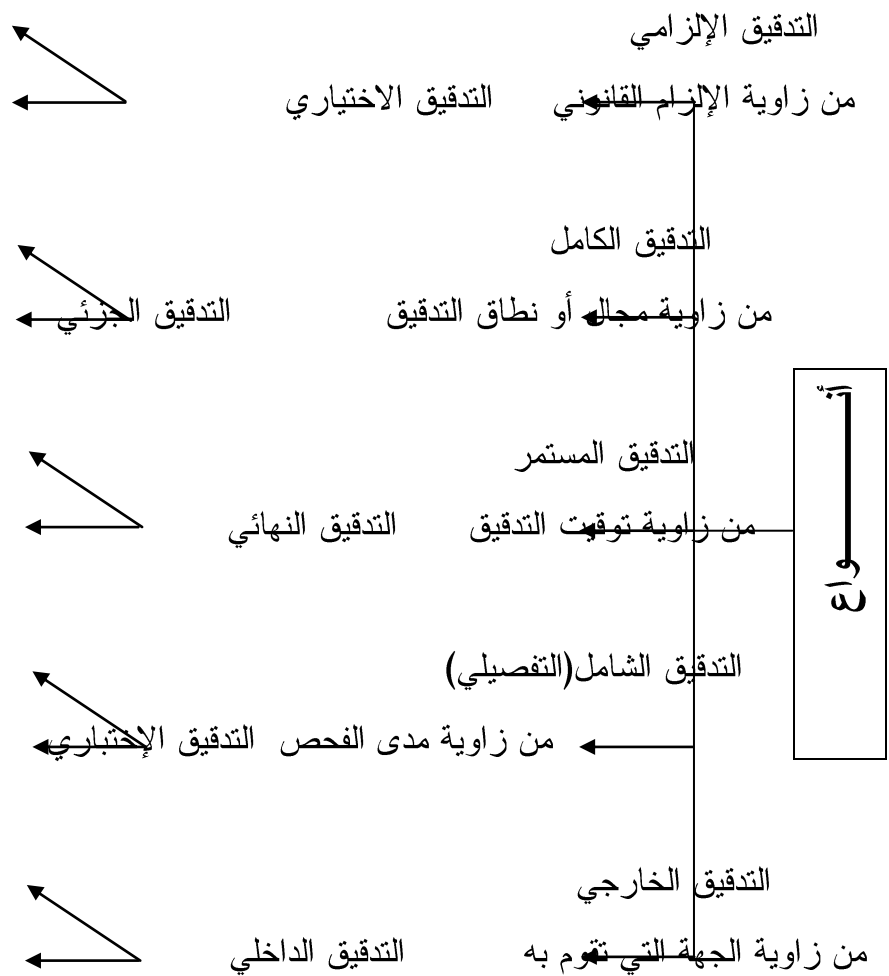 التدقيق الإلزامي
من زاوية الإلزام القانوني التدقيق الاختياري
التدقيق الكامل
من زاوية مجال أو نطاق التدقيق التدقيق الجزئي
أنــــــــواع
التدقيق المستمر
من زاوية توقيت التدقيق التدقيق النهائي
التدقيق الشامل(التفصيلي)
من زاوية مدى الفحص التدقيق الإختباري
التدقيق الخارجي
من زاوية الجهة التي تقوم به التدقيق الداخلي